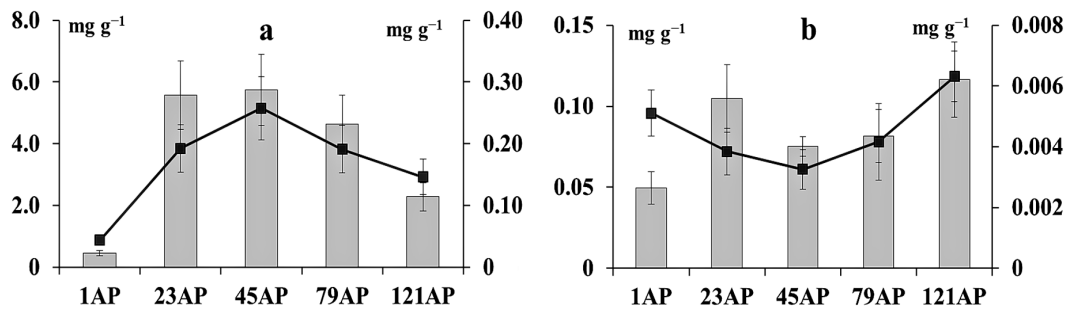 8.0 mg g⁻¹ a mg g⁻¹ 0.40
6.0 0.30
4.0 0.20
2.0 0.10
0 0.00
1AP 23AP 45AP 79AP 121AP
0.15 mg g⁻¹ b mg g⁻¹ 0.008
0.10 0.006
0.004
0.05 0.002
0 0
1AP 23AP 45AP 79AP 121AP